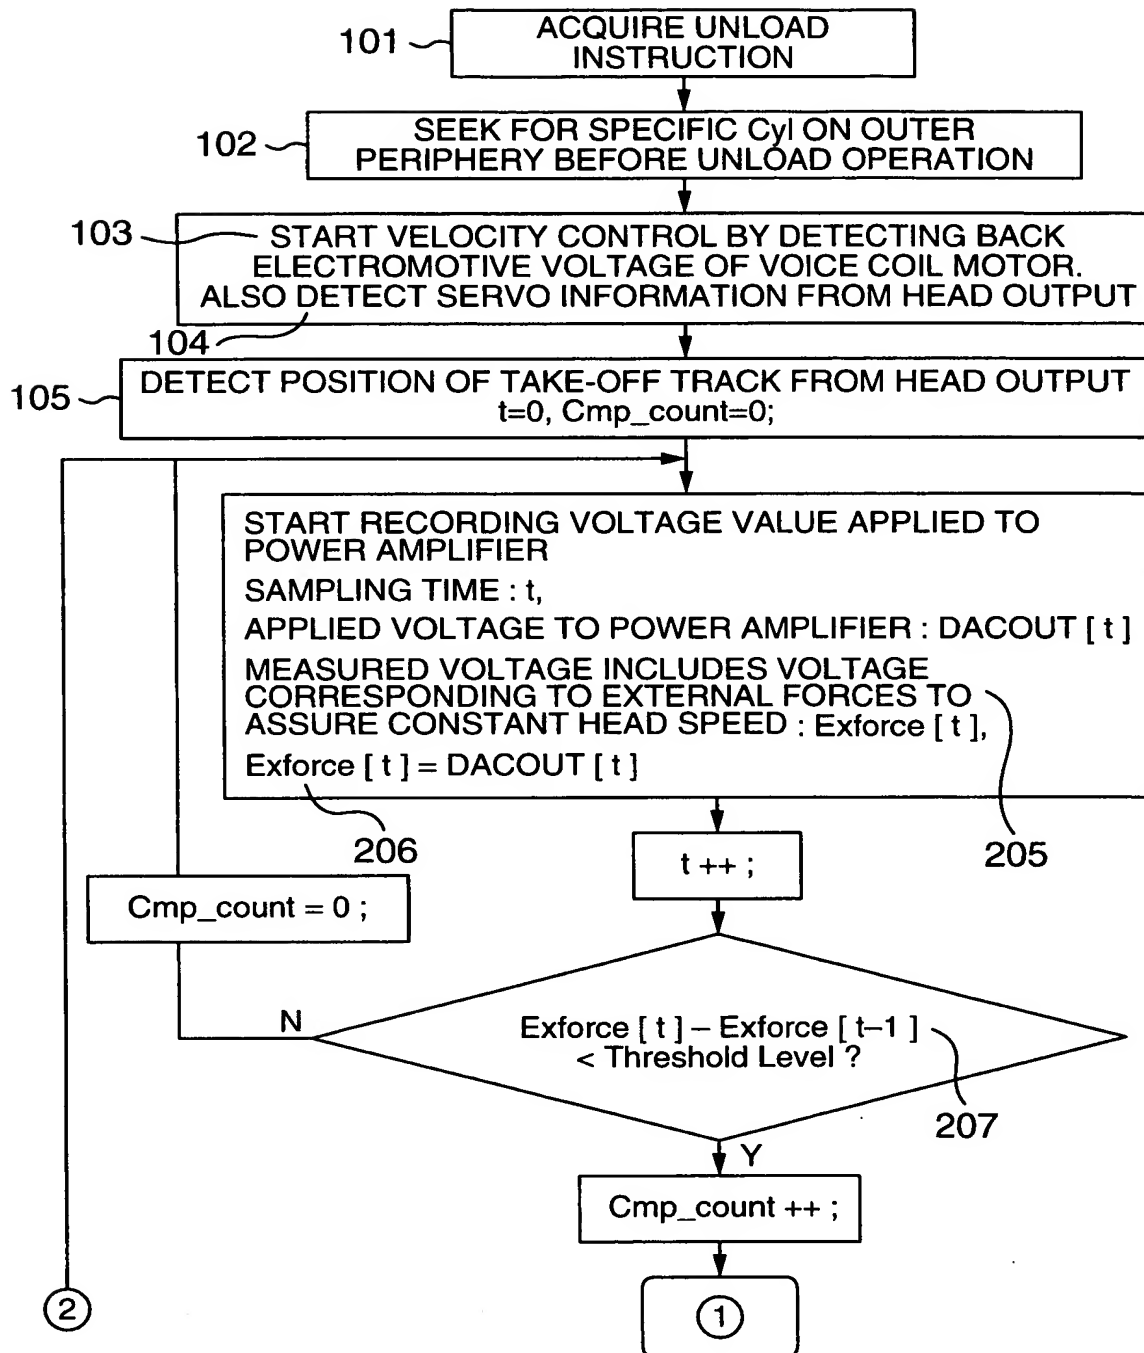 101
ACQUIRE UNLOAD
INSTRUCTION
102
SEEK FOR SPECIFIC Cyl ON OUTER
PERIPHERY BEFORE UNLOAD OPERATION
103
START VELOCITY CONTROL BY DETECTING BACK
ELECTROMOTIVE VOLTAGE OF VOICE COIL MOTOR.
ALSO DETECT SERVO INFORMATION FROM HEAD OUTPUT
104
105
DETECT POSITION OF TAKE-OFF TRACK FROM HEAD OUTPUT
t=0, Cmp_count=0;
START RECORDING VOLTAGE VALUE APPLIED TO
POWER AMPLIFIER
SAMPLING TIME : t,
APPLIED VOLTAGE TO POWER AMPLIFIER : DACOUT [ t ]
MEASURED VOLTAGE INCLUDES VOLTAGE
CORRESPONDING TO EXTERNAL FORCES TO
ASSURE CONSTANT HEAD SPEED : Exforce [ t ],
Exforce [ t ] = DACOUT [ t ]
206
205
t ++ ;
Cmp_count = 0 ;
N
Exforce [ t ] – Exforce [ t–1 ]
< Threshold Level ?
207
Y
Cmp_count ++ ;
2
1